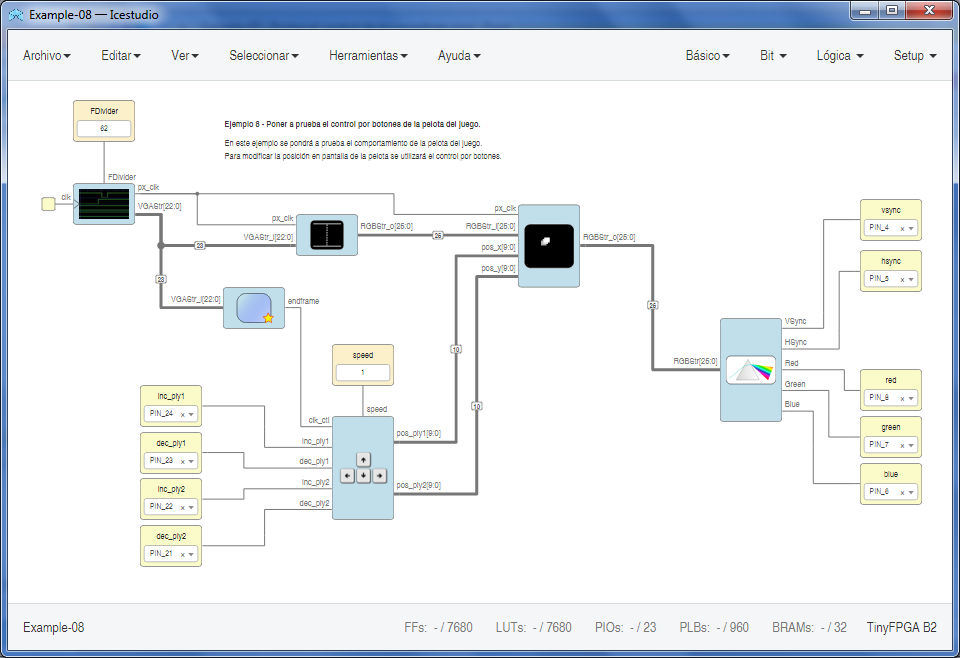 Example-08 — Icestudio
Archivo Editar Ver Seleccionar Herramientas Ayuda Básico Bit Lógica Setup
FDivider
62
Ejemplo 8 - Poner a prueba el control por botones de la pelota del juego.
En este ejemplo se pondrá a prueba el comportamiento de la pelota del juego.
Para modificar la posición en pantalla de la pelota se utilizará el control por botones.
FDivider
clk
px_clk
VGAStr[22:0]
px_clk
VGAStr_i[22:0]
23
RGBStr_o[25:0]
26
px_clk
RGBStr_i[25:0]
pos_x[9:0]
pos_y[9:0]
RGBStr_o[25:0]
vsync
PIN_4 x
hsync
PIN_5 x
23
VGAStr_i[22:0]
endframe
26
VSync
HSync
Red
Green
Blue
RGBStr[25:0]
speed
1
speed
10
10
red
PIN_8 x
green
PIN_7 x
blue
PIN_6 x
inc_ply1
PIN_24 x
dec_ply1
PIN_23 x
inc_ply2
PIN_22 x
dec_ply2
PIN_21 x
clk_ctl
inc_ply1
dec_ply1
inc_ply2
dec_ply2
pos_ply1[9:0]
pos_ply2[9:0]
Example-08 FFs: - / 7680 LUTs: - / 7680 PIOs: - / 23 PLBs: - / 960 BRAMs: - / 32 TinyFPGA B2